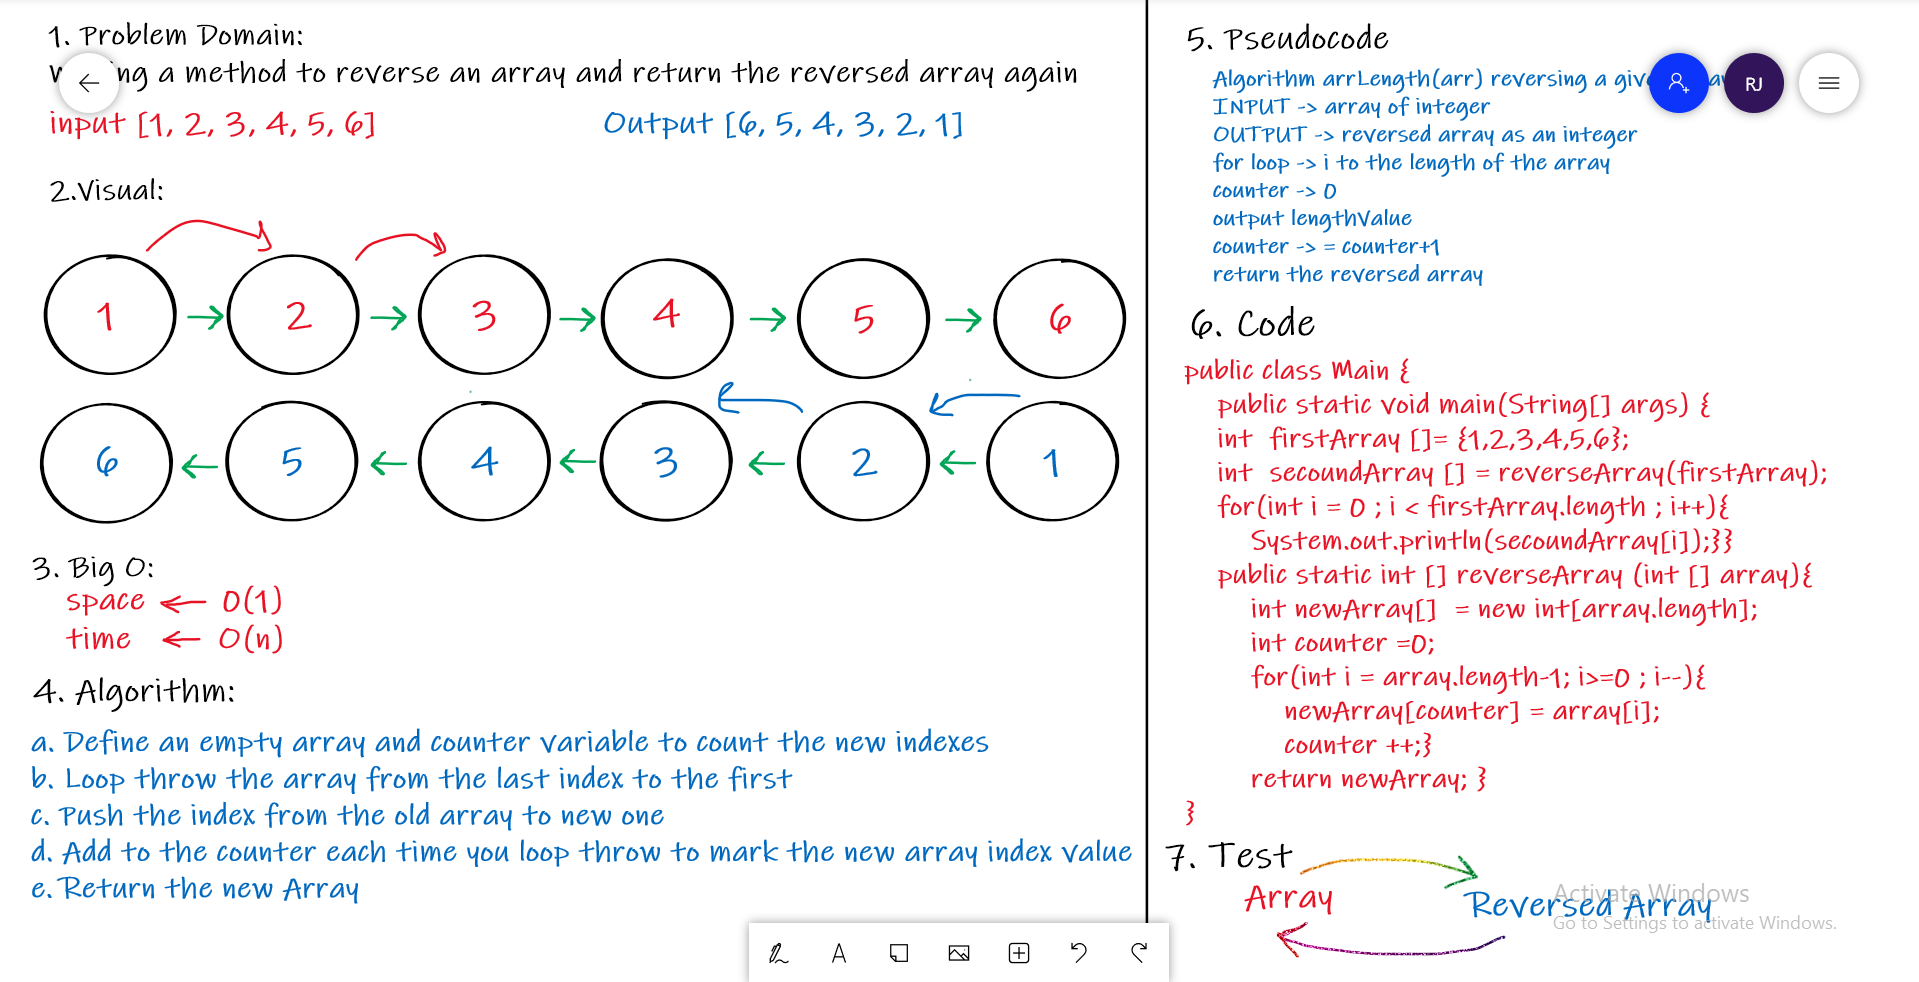 1. Problem Domain:
a method to reverse an array and return the reversed array again
input [1, 2, 3, 4, 5, 6]
Output [6, 5, 4, 3, 2, 1]
2.Visual:
1 2 3 4 5 6
6 5 4 3 2 1
3. Big O:
space ← O(1)
time ← O(n)
4. Algorithm:
a. Define an empty array and counter variable to count the new indexes
b. Loop throw the array from the last index to the first
c. Push the index from the old array to new one
d. Add to the counter each time you loop throw to mark the new array index value
e. Return the new Array
5. Pseudocode
Algorithm arrLength(arr) reversing a
RJ
INPUT -> array of integer
OUTPUT -> reversed array as an integer
for loop -> i to the length of the array
counter -> 0
output lengthValue
counter -> = counter+1
return the reversed array
6. Code
public class Main {
public static void main(String[] args) {
int firstArray []= {1,2,3,4,5,6};
int secoundArray [] = reverseArray(firstArray);
for(int i = 0 ; i < firstArray.length ; i++){
System.out.println(secoundArray[i]);}}
public static int [] reverseArray (int [] array){
int newArray[] = new int[array.length];
int counter =0;
for(int i = array.length-1; i>=0 ; i--){
newArray[counter] = array[i];
counter ++;}
return newArray; }
}
7. Test
Array
Reversed Array
Activate Windows
Go to Settings to activate Windows.
A